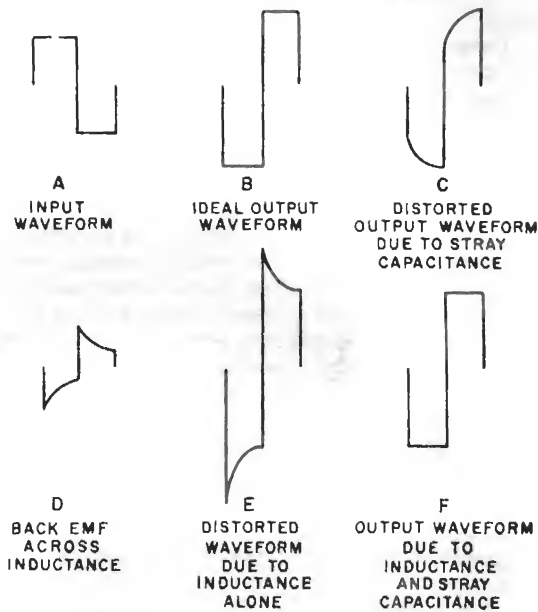 A
INPUT
WAVEFORM
B
IDEAL OUTPUT
WAVEFORM
C
DISTORTED
OUTPUT WAVEFORM
DUE TO STRAY
CAPACITANCE
D
BACK EMF
ACROSS
INDUCTANCE
E
DISTORTED
WAVEFORM
DUE TO
INDUCTANCE
ALONE
F
OUTPUT WAVEFORM
DUE TO
INDUCTANCE
AND STRAY
CAPACITANCE